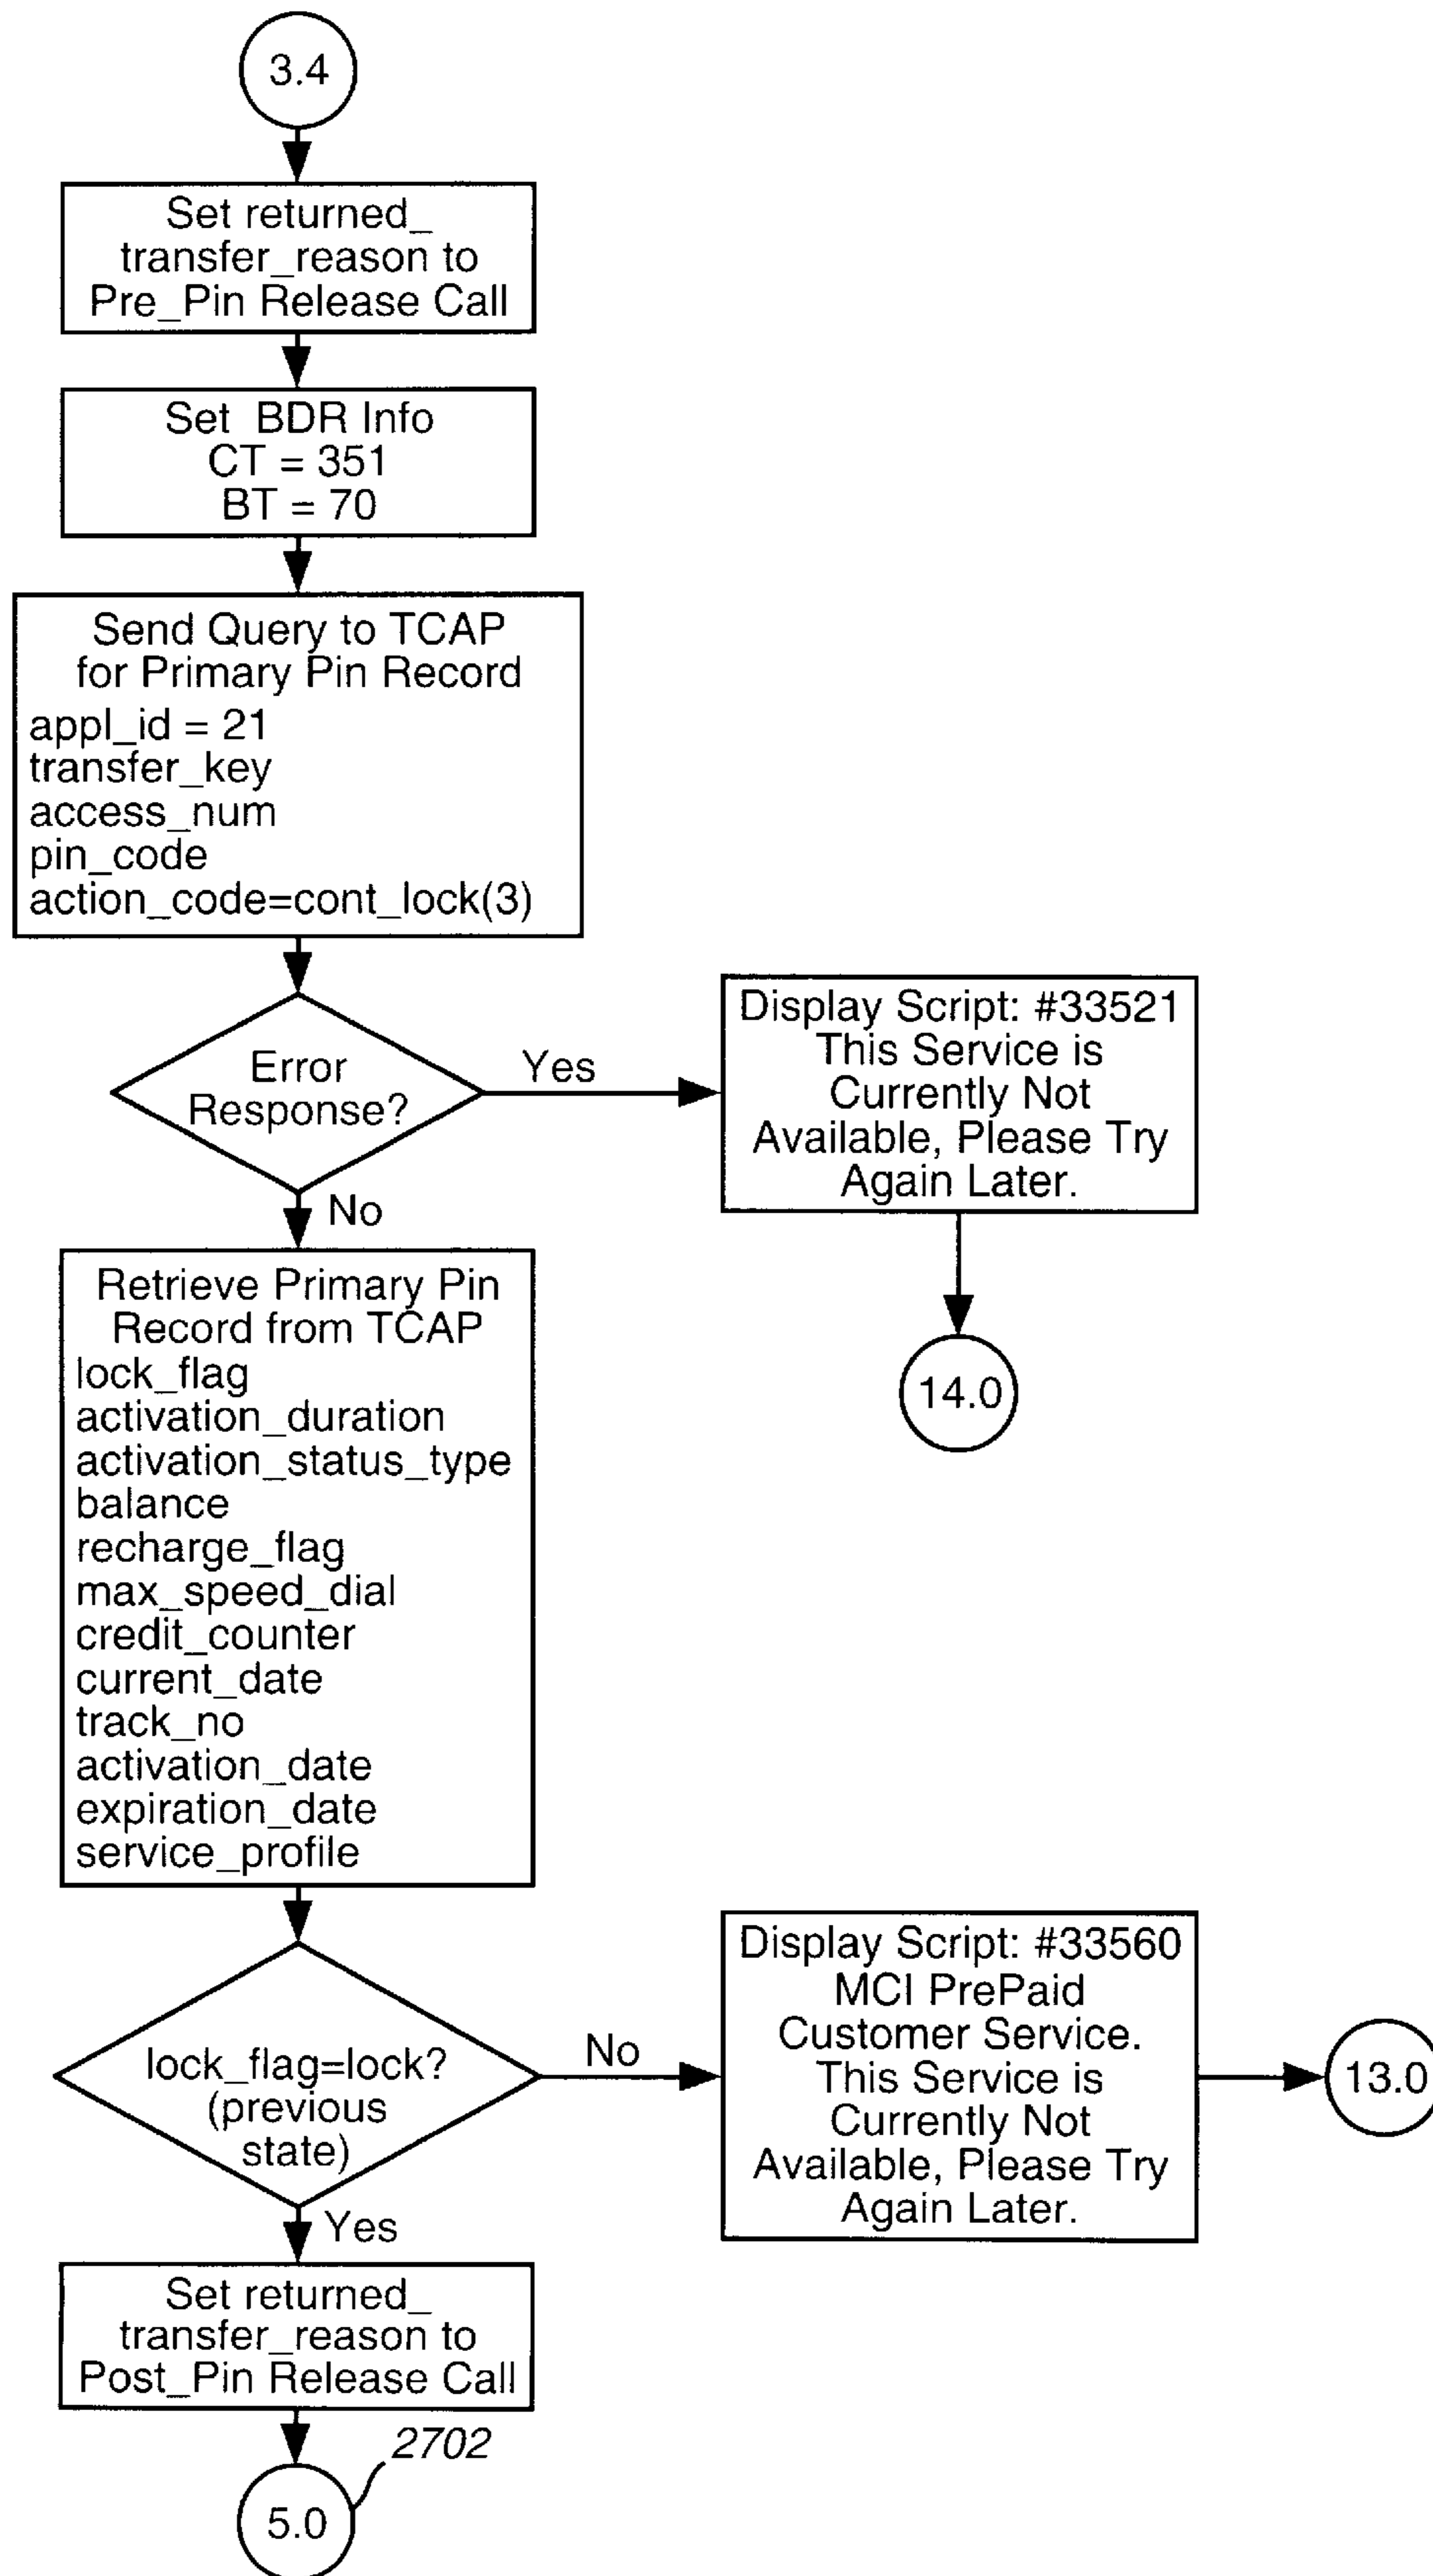 3.4
Set returned_
transfer_reason to
Pre_Pin Release Call
Set BDR Info
CT = 351
BT = 70
Send Query to TCAP
for Primary Pin Record
appl_id = 21
transfer_key
access_num
pin_code
action_code=cont_lock(3)
Error
Response?
Yes
Display Script: #33521
This Service is
Currently Not
Available, Please Try
Again Later.
14.0
No
Retrieve Primary Pin
Record from TCAP
lock_flag
activation_duration
activation_status_type
balance
recharge_flag
max_speed_dial
credit_counter
current_date
track_no
activation_date
expiration_date
service_profile
lock_flag=lock?
(previous
state)
No
Display Script: #33560
MCI PrePaid
Customer Service.
This Service is
Currently Not
Available, Please Try
Again Later.
13.0
Yes
Set returned_
transfer_reason to
Post_Pin Release Call
2702
5.0